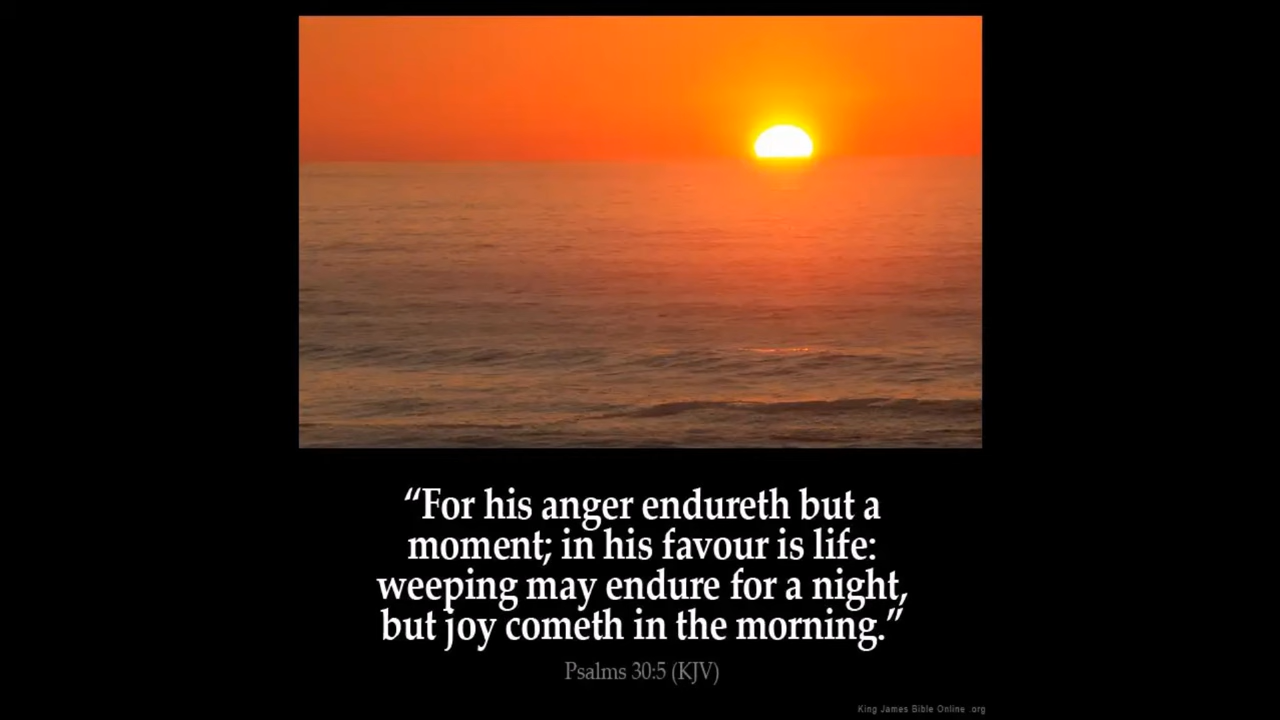 “For his anger endureth but a
moment; in his favour is life:
weeping may endure for a night,
but joy cometh in the morning.”
Psalms 30:5 (KJV)
King James Bible Online .org